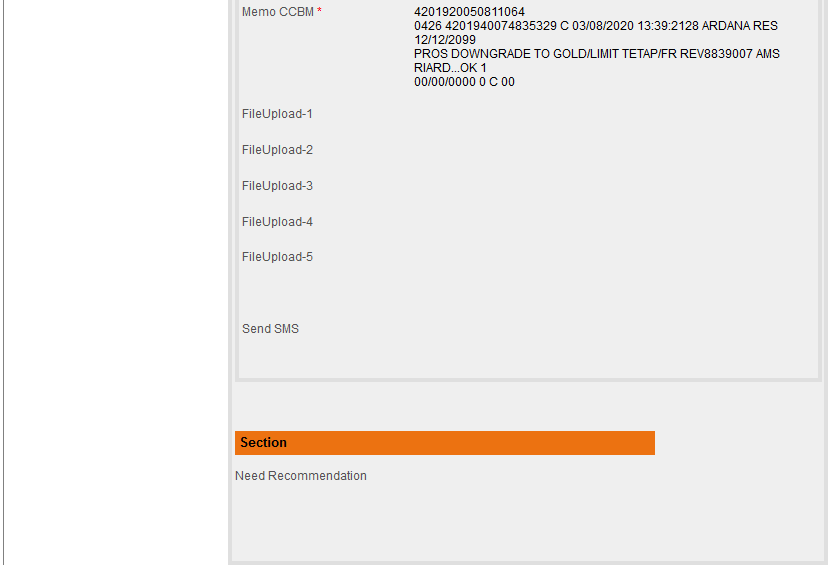 Memo CCBM * 4201920050811064
0426 4201940074835329 C 03/08/2020 13:39:2128 ARDANA RES
12/12/2099
PROS DOWNGRADE TO GOLD/LIMIT TETAP/FR REV8839007 AMS
RIARD...OK 1
00/00/0000 0 C 00
FileUpload-1
FileUpload-2
FileUpload-3
FileUpload-4
FileUpload-5
Send SMS
Section
Need Recommendation